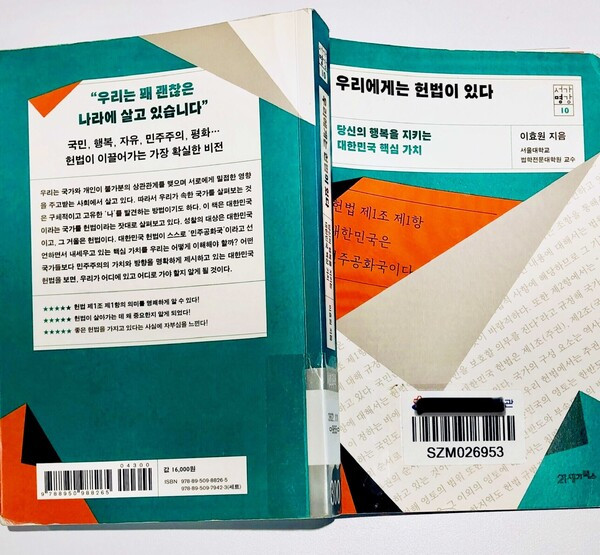 “우리는 꽤 괜찮은
나라에 살고 있습니다”
국민, 행복, 자유, 민주주의, 평화…
헌법이 이끌어가는 가장 확실한 비전
우리는 국가와 개인이 불가분의 상관관계를 맺으며 서로에게 밀접한 영향
을 주고받는 사회에서 살고 있다. 따라서 우리가 속한 국가를 살펴보는 것
은 구체적이고 고유한 '나'를 발견하는 방법이기도 하다. 이 책은 대한민국
이라는 국가를 헌법이라는 잣대로 살펴보고 있다. 성찰의 대상은 대한민국
이고, 그 거울은 헌법이다. 대한민국 헌법이 스스로 '민주공화국'이라고 선
언하면서 내세우고 있는 핵심 가치를 우리는 어떻게 이해해야 할까? 어떤
국가들보다 민주주의의 가치와 방향을 명확하게 제시하고 있는 대한민국
헌법을 보면, 우리가 어디에 있고 어디로 가야 할지 알게 될 것이다.
★★★★★ 헌법 제1조 제1항의 의미를 명쾌하게 알 수 있다!
★★★★★ 헌법이 살아가는 데 왜 중요한지 알게 되었다!
★★★★★ 좋은 헌법을 가지고 있다는 사실에 자부심을 느낀다!
04300
9788950988265
값 16,000원
ISBN 978-89-509-8826-5
978-89-509-7942-3(세트)
우리에게는 헌법이 있다
서가
명강
10
당신의 행복을 지키는
대한민국 핵심 가치
이효원 지음
서울대학교
법학전문대학원 교수
헌법 제1조 제1항
대한민국은
민주공화국이다
관
SZM026953
21세기북스